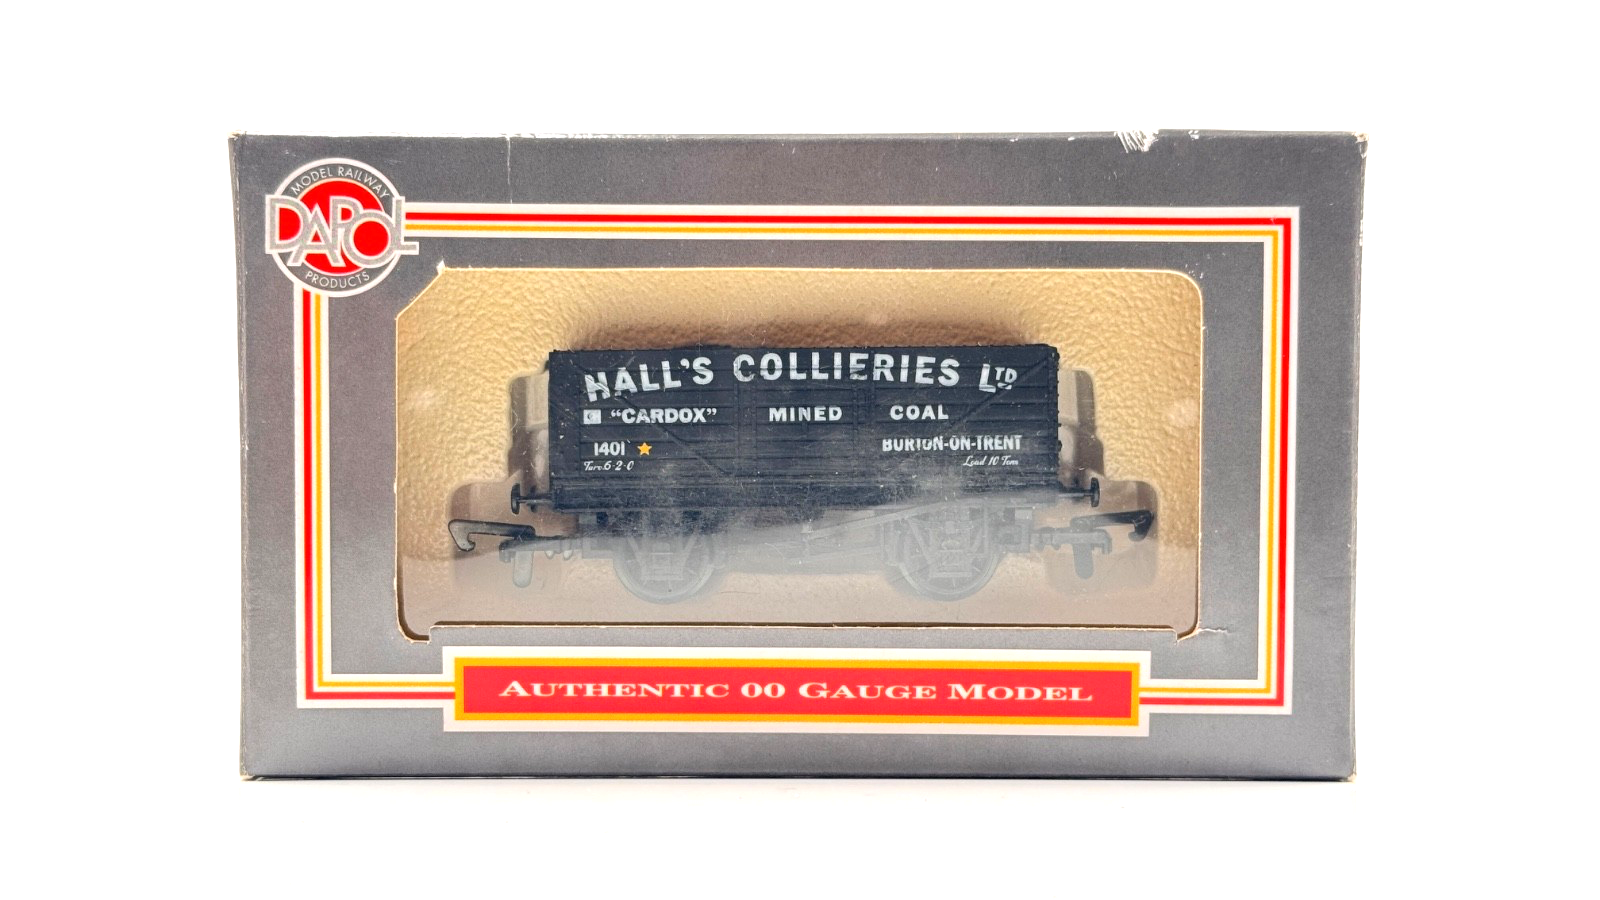 MODEL RAILWAY
DAPOL
PRODUCTS
HALL'S COLLIERIES LTD
"CARDOX" MINED COAL
1401 BURTON-ON-TRENT
Tare. 6-2-0 Load 10 Tons
AUTHENTIC 00 GAUGE MODEL